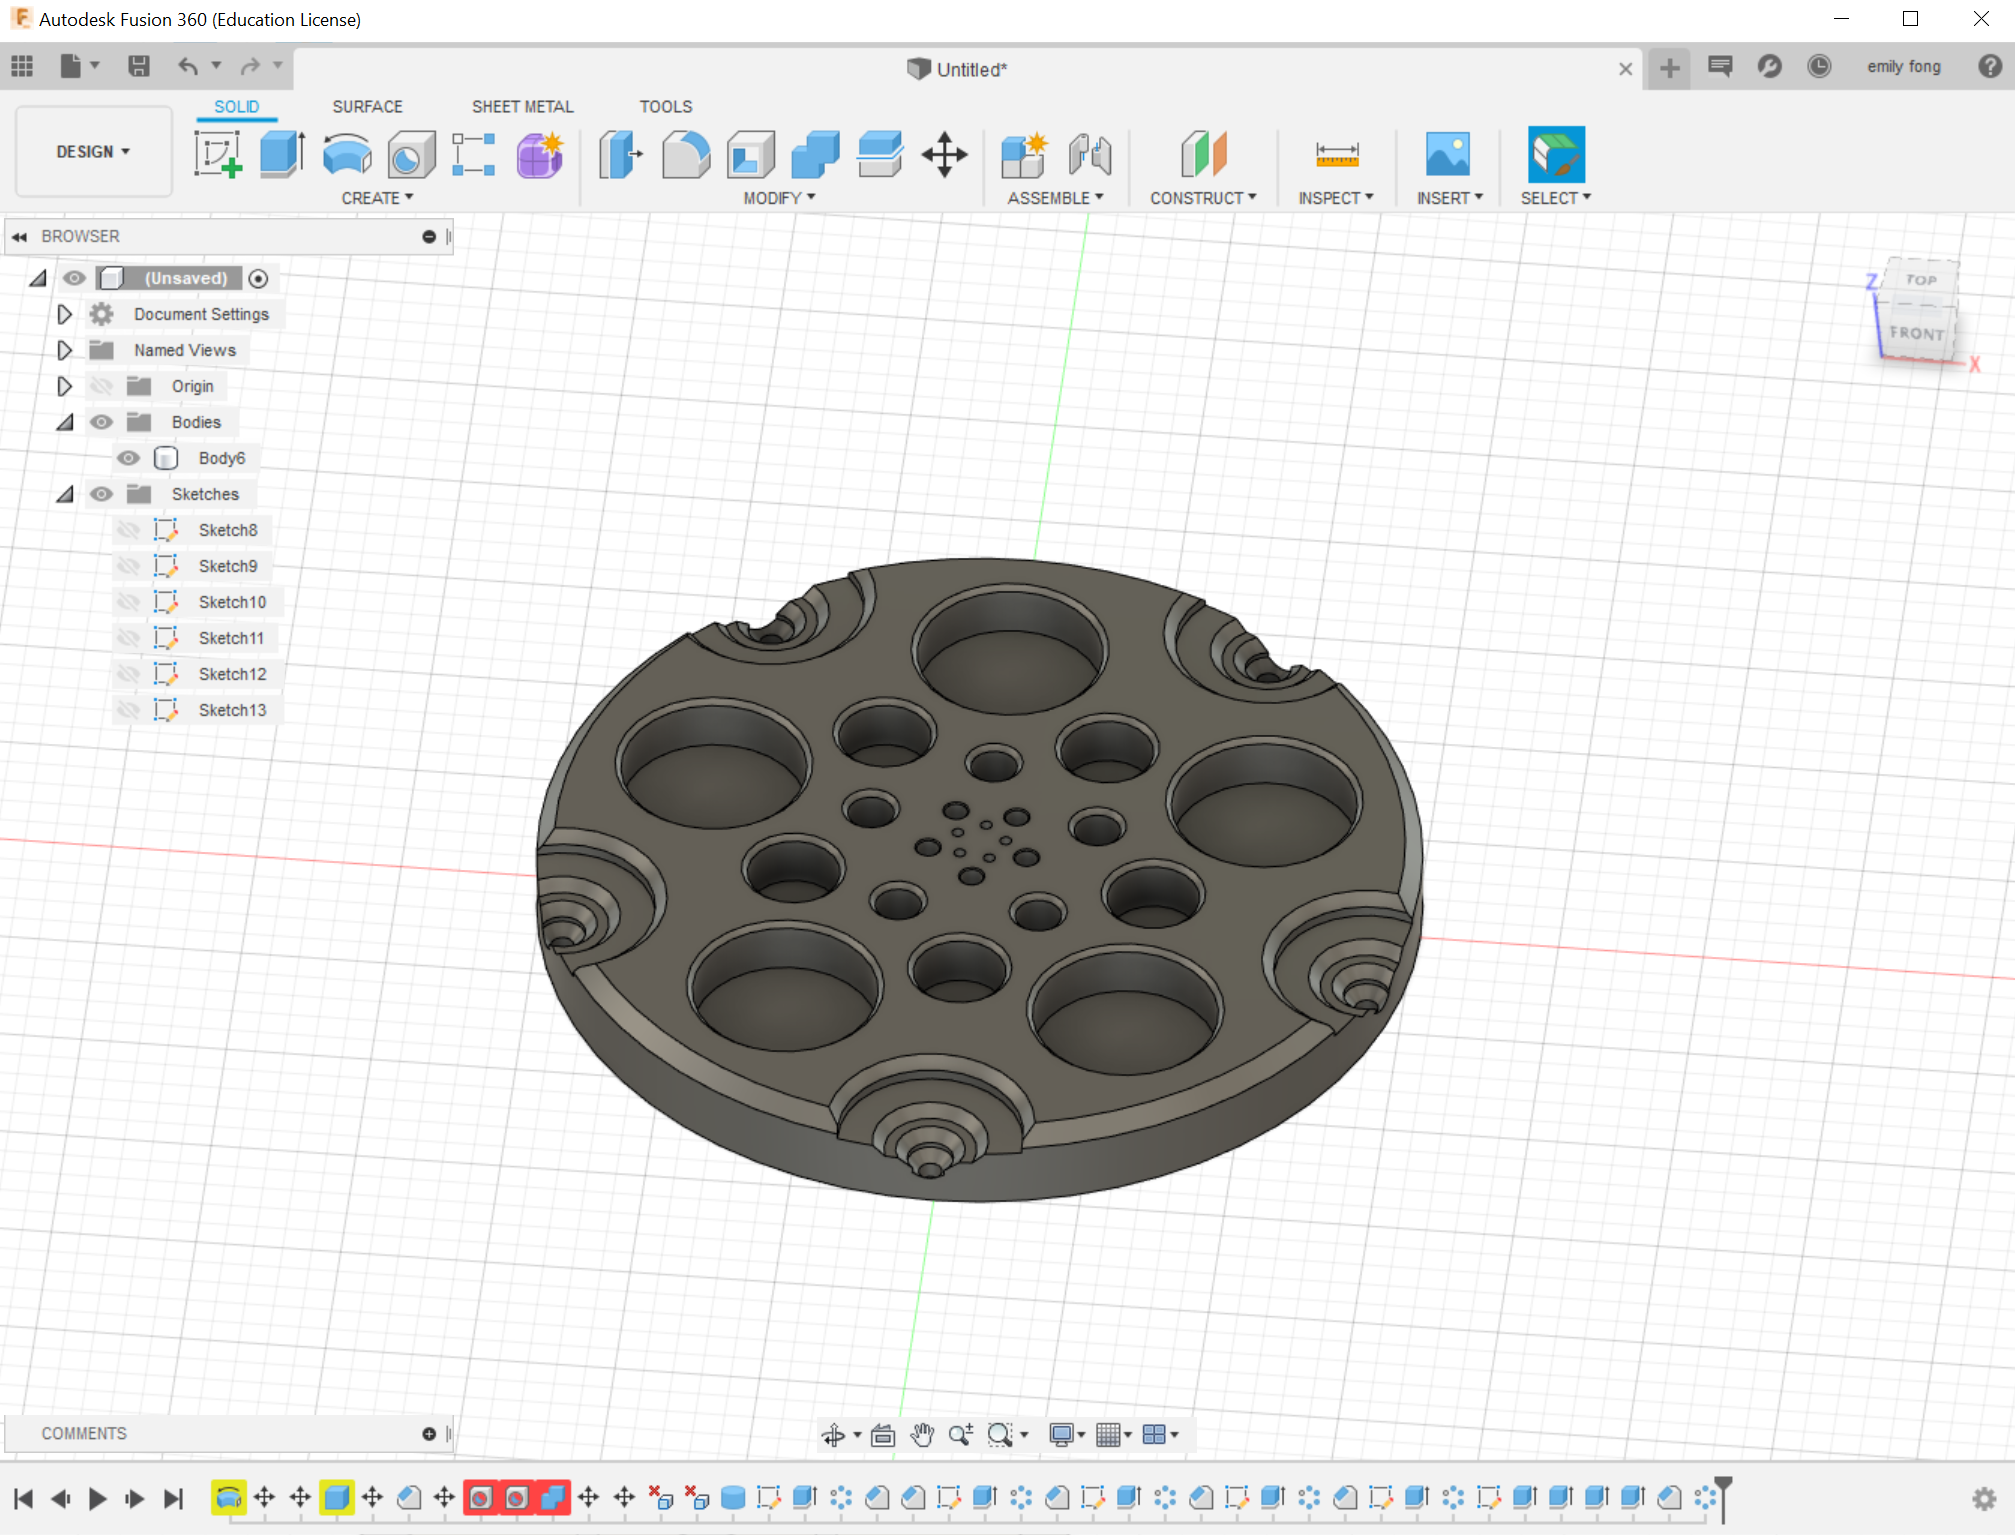 Autodesk Fusion 360 (Education License)
Untitled*
emily fong
SOLID SURFACE SHEET METAL TOOLS
DESIGN
CREATE MODIFY ASSEMBLE CONSTRUCT INSPECT INSERT SELECT
BROWSER
(Unsaved)
Document Settings
Named Views
Origin
Bodies
Body6
Sketches
Sketch8
Sketch9
Sketch10
Sketch11
Sketch12
Sketch13
Z
TOP
FRONT
X
COMMENTS